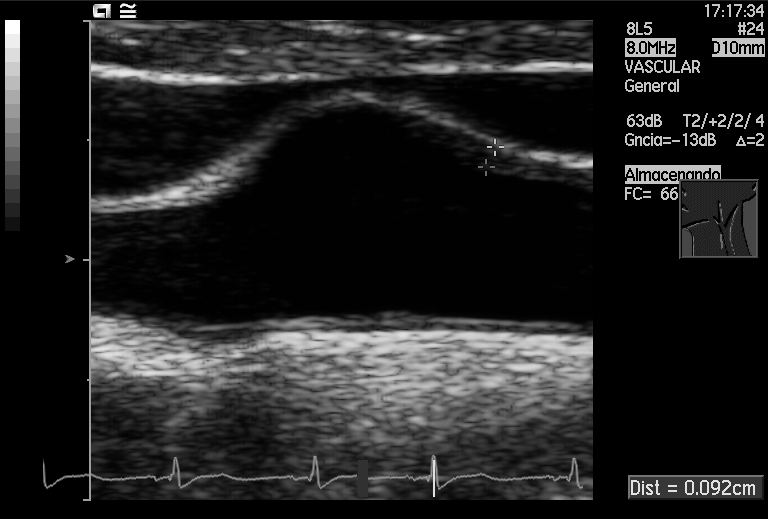 17:17:34
8L5 #24
8.0MHz D10mm
VASCULAR
General
63dB T2/+2/2/ 4
Gncia=-13dB Δ=2
Almacenando
FC= 66
Dist = 0.092cm